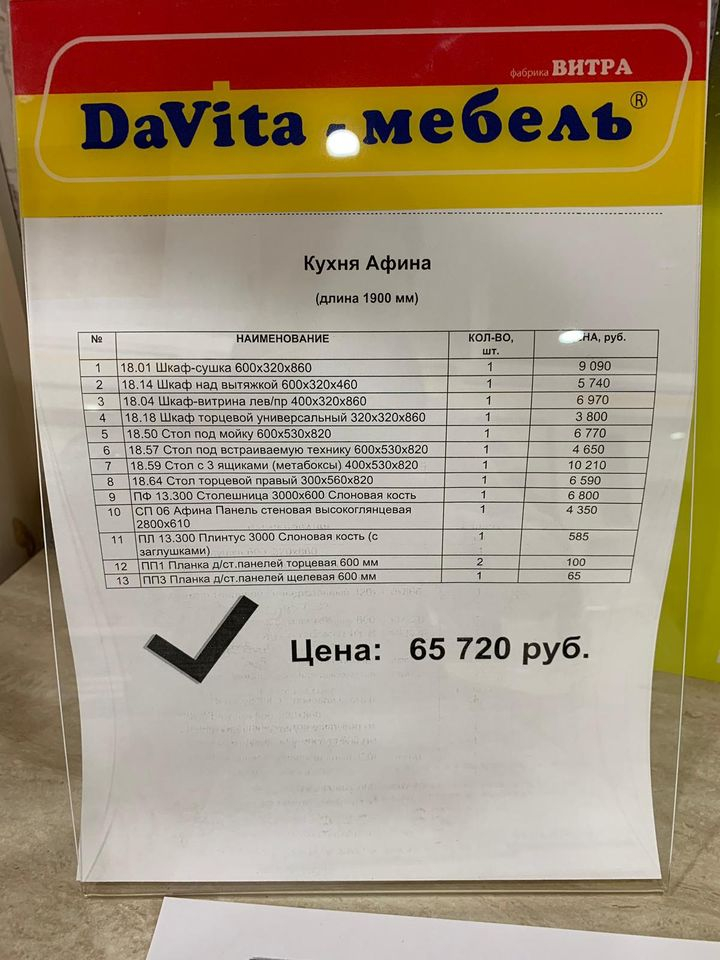 фабрика ВИТРА
DaVita - мебель®
Кухня Афина
(длина 1900 мм)
№ НАИМЕНОВАНИЕ КОЛ-ВО, шт. руб.
1 18.01 Шкаф-сушка 600х320х860 1 9 090
2 18.14 Шкаф над вытяжкой 600х320х460 1 5 740
3 18.04 Шкаф-витрина лев/пр 400х320х860 1 6 970
4 18.18 Шкаф торцевой универсальный 320х320х860 1 3 800
5 18.50 Стол под мойку 600х530х820 1 6 770
6 18.57 Стол под встраиваемую технику 600х530х820 1 4 650
7 18.59 Стол с 3 ящиками (метабоксы) 400х530х820 1 10 210
8 18.64 Стол торцевой правый 300х560х820 1 6 590
9 ПФ 13.300 Столешница 3000х600 Слоновая кость 1 6 800
10 СП 06 Афина Панель стеновая высокоглянцевая 1 4 350
2800х610
11 ПЛ 13.300 Плинтус 3000 Слоновая кость (с 1 585
заглушками)
12 ПП1 Планка д/ст.панелей торцевая 600 мм 2 100
13 ПП3 Планка д/ст.панелей щелевая 600 мм 1 65
Цена: 65 720 руб.